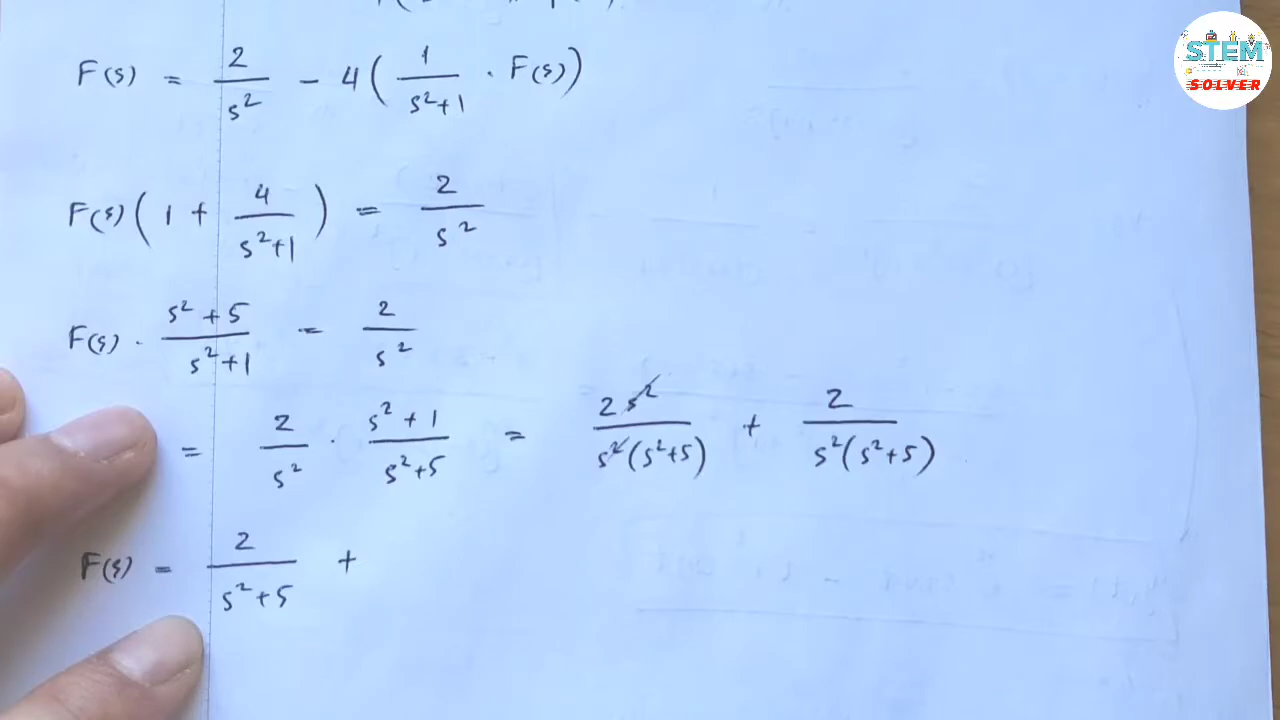 STEM
SOLVER
F(s) = 2/s² − 4(1/(s²+1) · F(s))
F(s)(1 + 4/(s²+1)) = 2/s²
F(s) · (s²+5)/(s²+1) = 2/s²
= 2/s² · (s²+1)/(s²+5) = 2s²/(s²(s²+5)) + 2/(s²(s²+5))
F(s) = 2/(s²+5) +